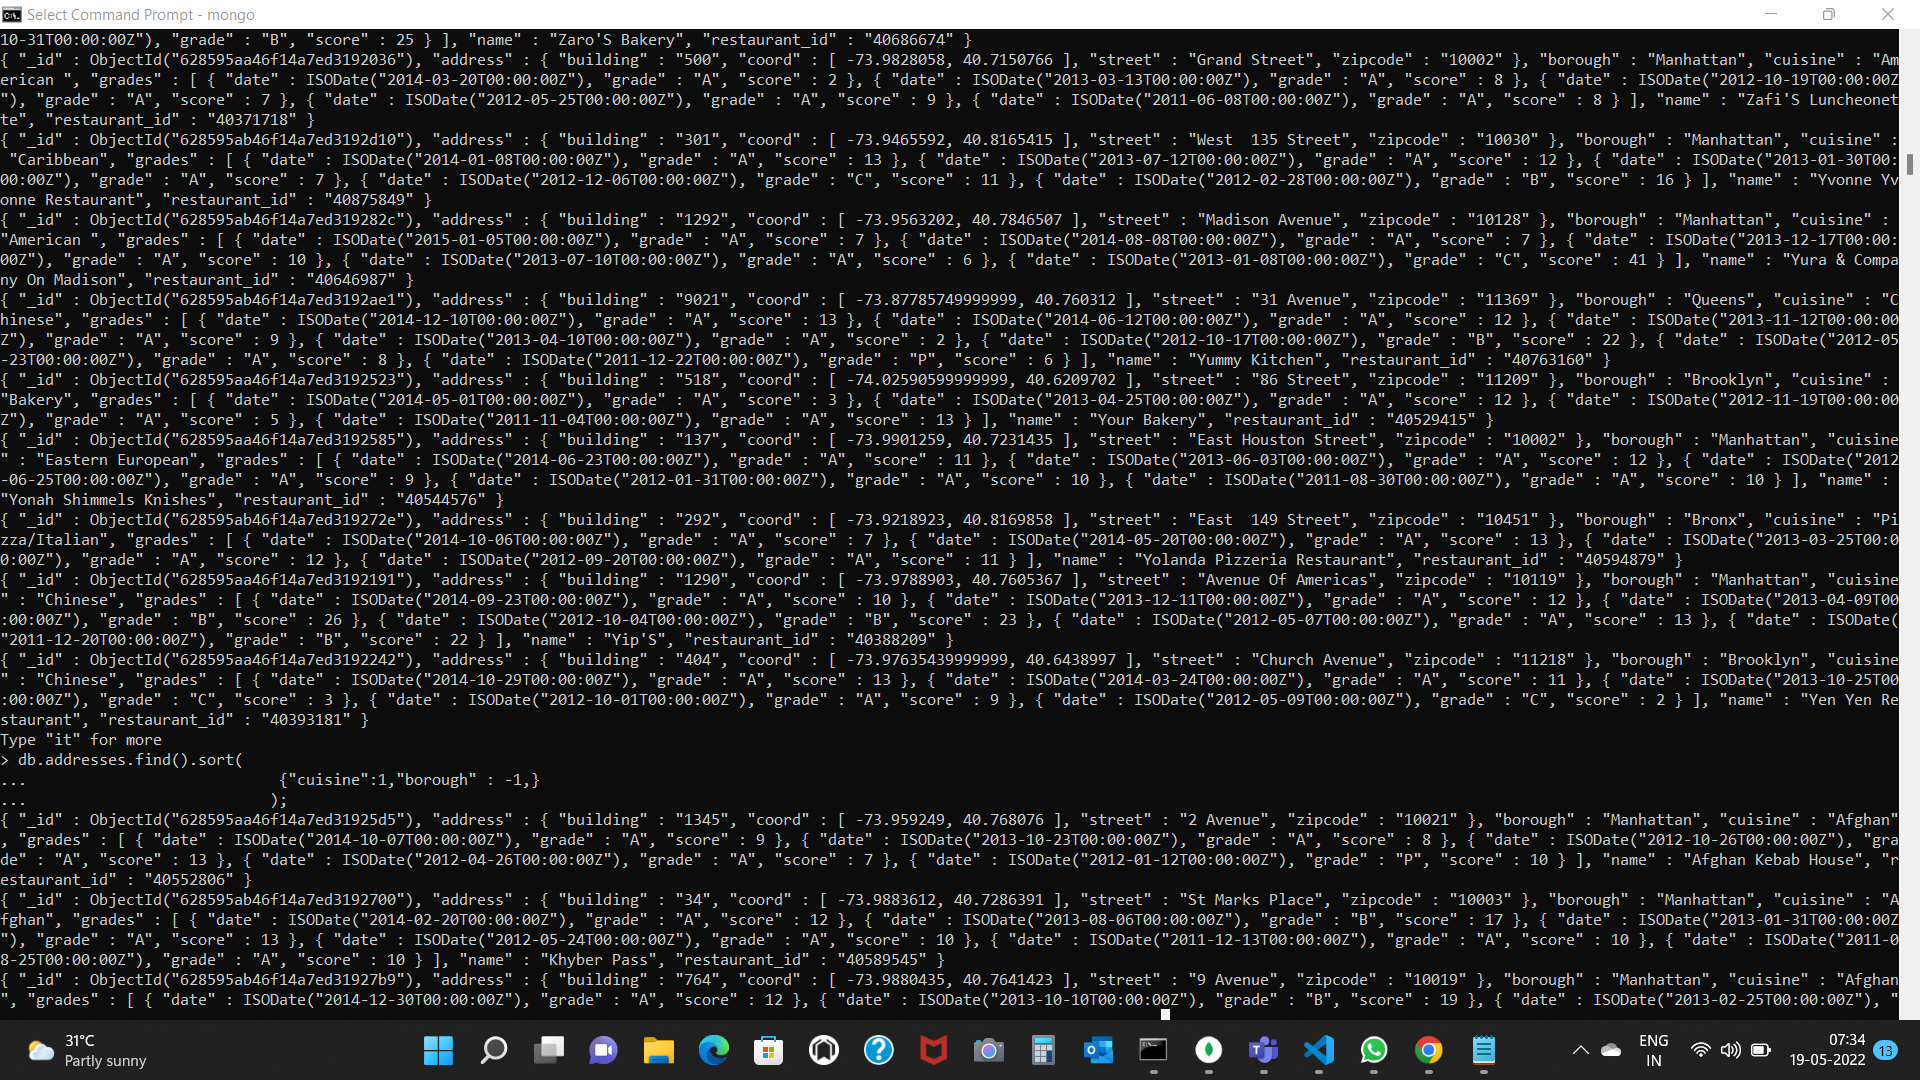 Select Command Prompt - mongo
10-31T00:00:00Z"), "grade" : "B", "score" : 25 } ], "name" : "Zaro'S Bakery", "restaurant_id" : "40686674" }
{ "_id" : ObjectId("628595aa46f14a7ed3192036"), "address" : { "building" : "500", "coord" : [ -73.9828058, 40.7150766 ], "street" : "Grand Street", "zipcode" : "10002" }, "borough" : "Manhattan", "cuisine" : "Am
erican ", "grades" : [ { "date" : ISODate("2014-03-20T00:00:00Z"), "grade" : "A", "score" : 2 }, { "date" : ISODate("2013-03-13T00:00:00Z"), "grade" : "A", "score" : 8 }, { "date" : ISODate("2012-10-19T00:00:00Z
"), "grade" : "A", "score" : 7 }, { "date" : ISODate("2012-05-25T00:00:00Z"), "grade" : "A", "score" : 9 }, { "date" : ISODate("2011-06-08T00:00:00Z"), "grade" : "A", "score" : 8 } ], "name" : "Zafi'S Luncheonet
te", "restaurant_id" : "40371718" }
{ "_id" : ObjectId("628595ab46f14a7ed3192d10"), "address" : { "building" : "301", "coord" : [ -73.9465592, 40.8165415 ], "street" : "West  135 Street", "zipcode" : "10030" }, "borough" : "Manhattan", "cuisine" :
 "Caribbean", "grades" : [ { "date" : ISODate("2014-01-08T00:00:00Z"), "grade" : "A", "score" : 13 }, { "date" : ISODate("2013-07-12T00:00:00Z"), "grade" : "A", "score" : 12 }, { "date" : ISODate("2013-01-30T00:
00:00Z"), "grade" : "A", "score" : 7 }, { "date" : ISODate("2012-12-06T00:00:00Z"), "grade" : "C", "score" : 11 }, { "date" : ISODate("2012-02-28T00:00:00Z"), "grade" : "B", "score" : 16 } ], "name" : "Yvonne Yv
onne Restaurant", "restaurant_id" : "40875849" }
{ "_id" : ObjectId("628595ab46f14a7ed319282c"), "address" : { "building" : "1292", "coord" : [ -73.9563202, 40.7846507 ], "street" : "Madison Avenue", "zipcode" : "10128" }, "borough" : "Manhattan", "cuisine" :
"American ", "grades" : [ { "date" : ISODate("2015-01-05T00:00:00Z"), "grade" : "A", "score" : 7 }, { "date" : ISODate("2014-08-08T00:00:00Z"), "grade" : "A", "score" : 7 }, { "date" : ISODate("2013-12-17T00:00:
00Z"), "grade" : "A", "score" : 10 }, { "date" : ISODate("2013-07-10T00:00:00Z"), "grade" : "A", "score" : 6 }, { "date" : ISODate("2013-01-08T00:00:00Z"), "grade" : "C", "score" : 41 } ], "name" : "Yura & Compa
ny On Madison", "restaurant_id" : "40646987" }
{ "_id" : ObjectId("628595ab46f14a7ed3192ae1"), "address" : { "building" : "9021", "coord" : [ -73.87785749999999, 40.760312 ], "street" : "31 Avenue", "zipcode" : "11369" }, "borough" : "Queens", "cuisine" : "C
hinese", "grades" : [ { "date" : ISODate("2014-12-10T00:00:00Z"), "grade" : "A", "score" : 13 }, { "date" : ISODate("2014-06-12T00:00:00Z"), "grade" : "A", "score" : 12 }, { "date" : ISODate("2013-11-12T00:00:00
Z"), "grade" : "A", "score" : 9 }, { "date" : ISODate("2013-04-10T00:00:00Z"), "grade" : "A", "score" : 2 }, { "date" : ISODate("2012-10-17T00:00:00Z"), "grade" : "B", "score" : 22 }, { "date" : ISODate("2012-05
-23T00:00:00Z"), "grade" : "A", "score" : 8 }, { "date" : ISODate("2011-12-22T00:00:00Z"), "grade" : "P", "score" : 6 } ], "name" : "Yummy Kitchen", "restaurant_id" : "40763160" }
{ "_id" : ObjectId("628595ab46f14a7ed3192523"), "address" : { "building" : "518", "coord" : [ -74.02590599999999, 40.6209702 ], "street" : "86 Street", "zipcode" : "11209" }, "borough" : "Brooklyn", "cuisine" :
"Bakery", "grades" : [ { "date" : ISODate("2014-05-01T00:00:00Z"), "grade" : "A", "score" : 3 }, { "date" : ISODate("2013-04-25T00:00:00Z"), "grade" : "A", "score" : 12 }, { "date" : ISODate("2012-11-19T00:00:00
Z"), "grade" : "A", "score" : 5 }, { "date" : ISODate("2011-11-04T00:00:00Z"), "grade" : "A", "score" : 13 } ], "name" : "Your Bakery", "restaurant_id" : "40529415" }
{ "_id" : ObjectId("628595ab46f14a7ed3192585"), "address" : { "building" : "137", "coord" : [ -73.9901259, 40.7231435 ], "street" : "East Houston Street", "zipcode" : "10002" }, "borough" : "Manhattan", "cuisine
" : "Eastern European", "grades" : [ { "date" : ISODate("2014-06-23T00:00:00Z"), "grade" : "A", "score" : 11 }, { "date" : ISODate("2013-06-03T00:00:00Z"), "grade" : "A", "score" : 12 }, { "date" : ISODate("2012
-06-25T00:00:00Z"), "grade" : "A", "score" : 9 }, { "date" : ISODate("2012-01-31T00:00:00Z"), "grade" : "A", "score" : 10 }, { "date" : ISODate("2011-08-30T00:00:00Z"), "grade" : "A", "score" : 10 } ], "name" :
"Yonah Shimmels Knishes", "restaurant_id" : "40544576" }
{ "_id" : ObjectId("628595ab46f14a7ed319272e"), "address" : { "building" : "292", "coord" : [ -73.9218923, 40.8169858 ], "street" : "East  149 Street", "zipcode" : "10451" }, "borough" : "Bronx", "cuisine" : "Pi
zza/Italian", "grades" : [ { "date" : ISODate("2014-10-06T00:00:00Z"), "grade" : "A", "score" : 7 }, { "date" : ISODate("2014-05-20T00:00:00Z"), "grade" : "A", "score" : 13 }, { "date" : ISODate("2013-03-25T00:0
0:00Z"), "grade" : "A", "score" : 12 }, { "date" : ISODate("2012-09-20T00:00:00Z"), "grade" : "A", "score" : 11 } ], "name" : "Yolanda Pizzeria Restaurant", "restaurant_id" : "40594879" }
{ "_id" : ObjectId("628595aa46f14a7ed3192191"), "address" : { "building" : "1290", "coord" : [ -73.9788903, 40.7605367 ], "street" : "Avenue Of Americas", "zipcode" : "10119" }, "borough" : "Manhattan", "cuisine
" : "Chinese", "grades" : [ { "date" : ISODate("2014-09-23T00:00:00Z"), "grade" : "A", "score" : 10 }, { "date" : ISODate("2013-12-11T00:00:00Z"), "grade" : "A", "score" : 12 }, { "date" : ISODate("2013-04-09T00
:00:00Z"), "grade" : "B", "score" : 26 }, { "date" : ISODate("2012-10-04T00:00:00Z"), "grade" : "B", "score" : 23 }, { "date" : ISODate("2012-05-07T00:00:00Z"), "grade" : "A", "score" : 13 }, { "date" : ISODate(
"2011-12-20T00:00:00Z"), "grade" : "B", "score" : 22 } ], "name" : "Yip'S", "restaurant_id" : "40388209" }
{ "_id" : ObjectId("628595aa46f14a7ed3192242"), "address" : { "building" : "404", "coord" : [ -73.97635439999999, 40.6438997 ], "street" : "Church Avenue", "zipcode" : "11218" }, "borough" : "Brooklyn", "cuisine
" : "Chinese", "grades" : [ { "date" : ISODate("2014-10-29T00:00:00Z"), "grade" : "A", "score" : 13 }, { "date" : ISODate("2014-03-24T00:00:00Z"), "grade" : "A", "score" : 11 }, { "date" : ISODate("2013-10-25T00
:00:00Z"), "grade" : "C", "score" : 3 }, { "date" : ISODate("2012-10-01T00:00:00Z"), "grade" : "A", "score" : 9 }, { "date" : ISODate("2012-05-09T00:00:00Z"), "grade" : "C", "score" : 2 } ], "name" : "Yen Yen Re
staurant", "restaurant_id" : "40393181" }
Type "it" for more
> db.addresses.find().sort(
...                            {"cuisine":1,"borough" : -1,}
...                           );
{ "_id" : ObjectId("628595ab46f14a7ed31925d5"), "address" : { "building" : "1345", "coord" : [ -73.959249, 40.768076 ], "street" : "2 Avenue", "zipcode" : "10021" }, "borough" : "Manhattan", "cuisine" : "Afghan"
, "grades" : [ { "date" : ISODate("2014-10-07T00:00:00Z"), "grade" : "A", "score" : 9 }, { "date" : ISODate("2013-10-23T00:00:00Z"), "grade" : "A", "score" : 8 }, { "date" : ISODate("2012-10-26T00:00:00Z"), "gra
de" : "A", "score" : 13 }, { "date" : ISODate("2012-04-26T00:00:00Z"), "grade" : "A", "score" : 7 }, { "date" : ISODate("2012-01-12T00:00:00Z"), "grade" : "P", "score" : 10 } ], "name" : "Afghan Kebab House", "r
estaurant_id" : "40552806" }
{ "_id" : ObjectId("628595ab46f14a7ed3192700"), "address" : { "building" : "34", "coord" : [ -73.9883612, 40.7286391 ], "street" : "St Marks Place", "zipcode" : "10003" }, "borough" : "Manhattan", "cuisine" : "A
fghan", "grades" : [ { "date" : ISODate("2014-02-20T00:00:00Z"), "grade" : "A", "score" : 12 }, { "date" : ISODate("2013-08-06T00:00:00Z"), "grade" : "B", "score" : 17 }, { "date" : ISODate("2013-01-31T00:00:00Z
"), "grade" : "A", "score" : 13 }, { "date" : ISODate("2012-05-24T00:00:00Z"), "grade" : "A", "score" : 10 }, { "date" : ISODate("2011-12-13T00:00:00Z"), "grade" : "A", "score" : 10 }, { "date" : ISODate("2011-0
8-25T00:00:00Z"), "grade" : "A", "score" : 10 } ], "name" : "Khyber Pass", "restaurant_id" : "40589545" }
{ "_id" : ObjectId("628595ab46f14a7ed31927b9"), "address" : { "building" : "764", "coord" : [ -73.9880435, 40.7641423 ], "street" : "9 Avenue", "zipcode" : "10019" }, "borough" : "Manhattan", "cuisine" : "Afghan
", "grades" : [ { "date" : ISODate("2014-12-30T00:00:00Z"), "grade" : "A", "score" : 12 }, { "date" : ISODate("2013-10-10T00:00:00Z"), "grade" : "B", "score" : 19 }, { "date" : ISODate("2013-02-25T00:00:00Z"), "
31°C
Partly sunny
ENG
IN
07:34
19-05-2022
13